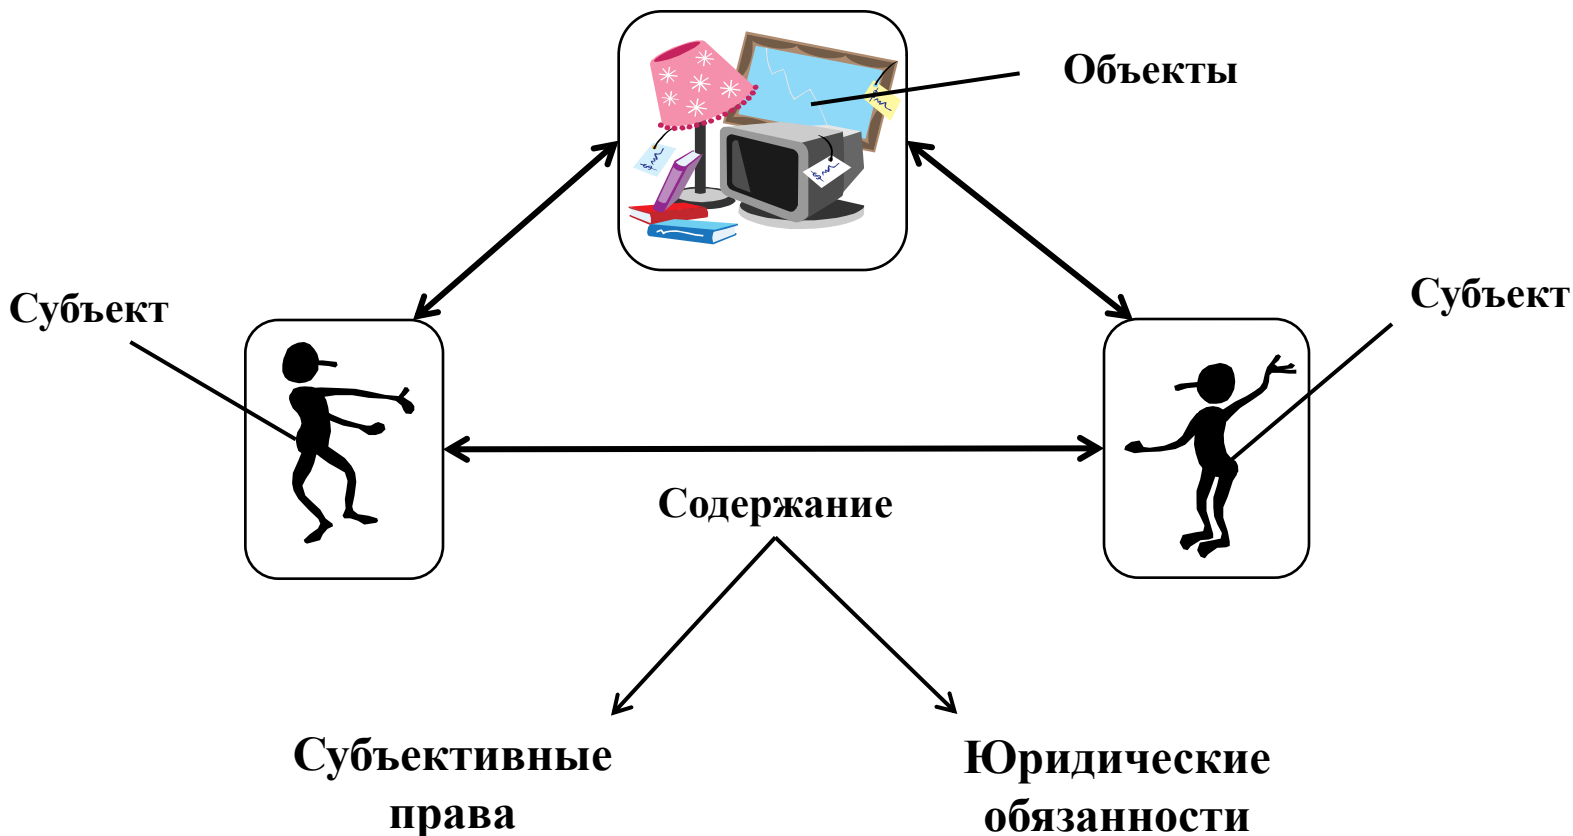 Объекты
Субъект
Субъект
Содержание
Субъективные
права
Юридические
обязанности